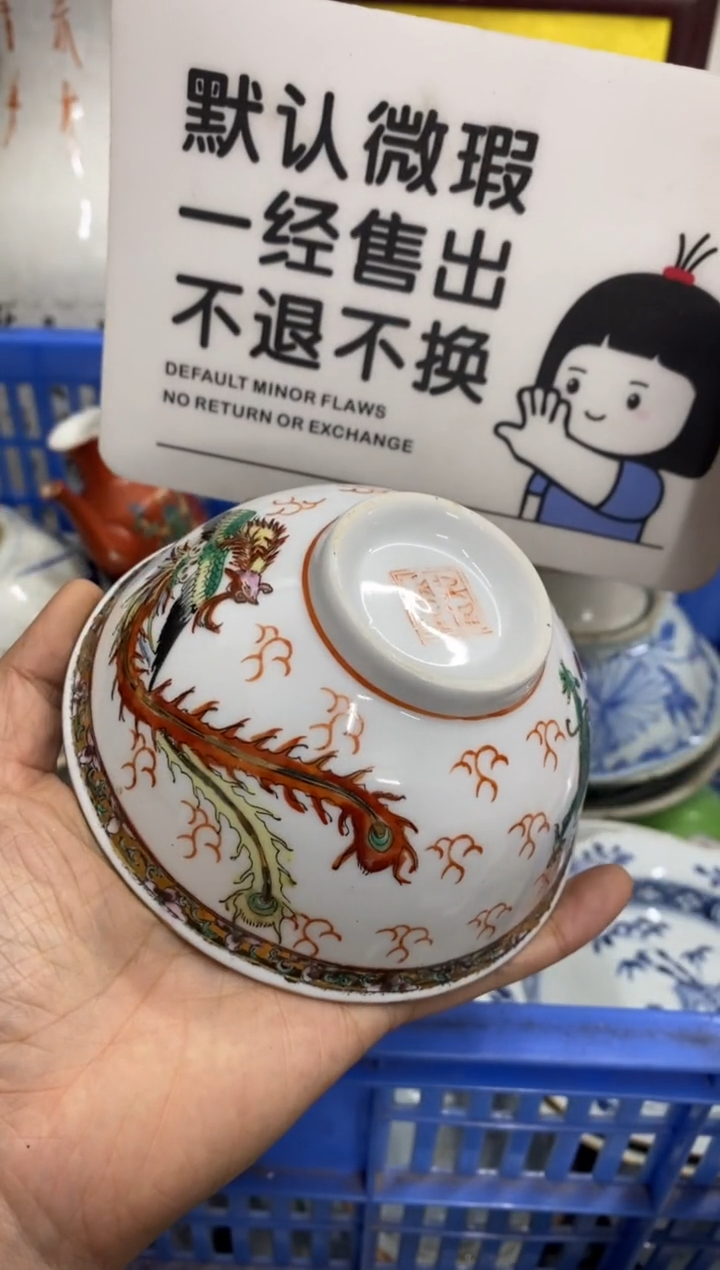 默认微瑕
一经售出
不退不换
DEFAULT MINOR FLAWS
NO RETURN OR EXCHANGE